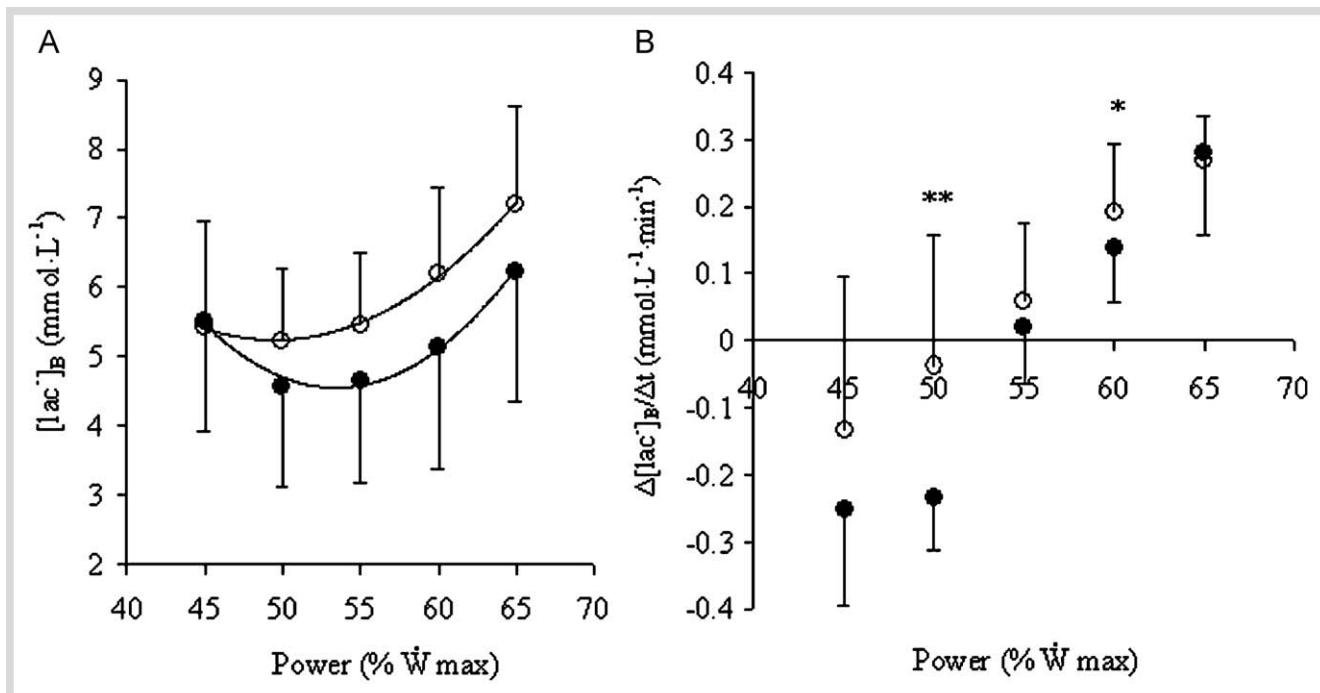 A
9
8
7
6
5
4
3
2
40 45 50 55 60 65 70
[lac⁻]B (mmol·L⁻¹)
Power (% Ẇ max)
B
0.4
0.3
0.2
0.1
0
-0.1
-0.2
-0.3
-0.4
40 45 50 55 60 65 70
** *
Δ[lac⁻]B/Δt (mmol·L⁻¹·min⁻¹)
Power (% Ẇ max)